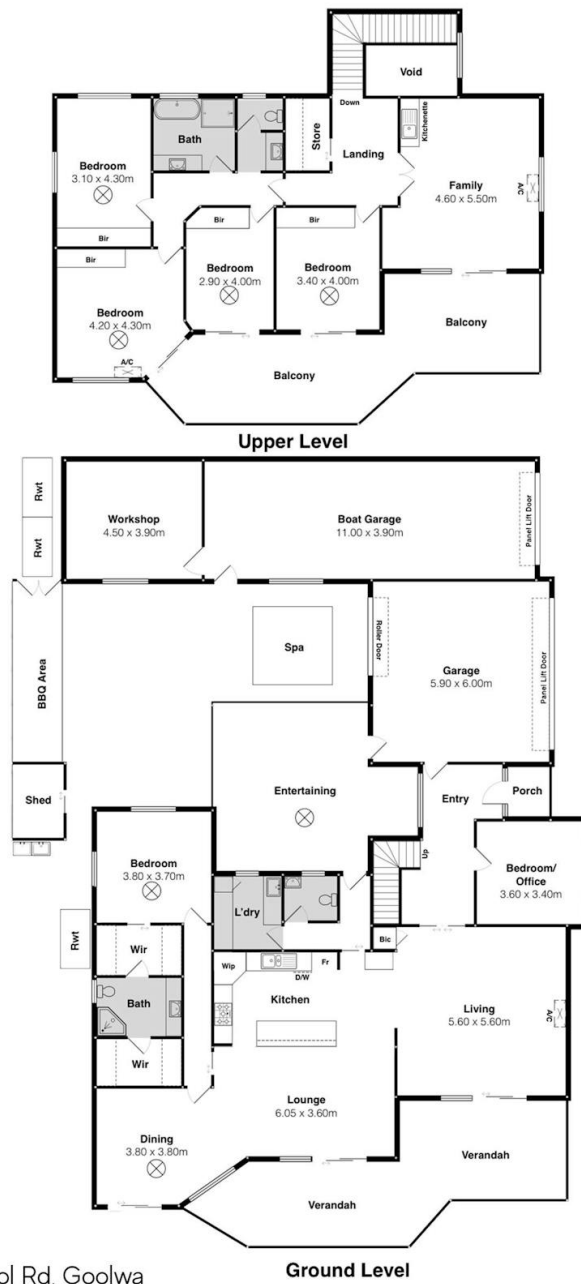 Void
Down
Kitchenette
Bath
Store
Landing
Bedroom
3.10 x 4.30m
Family
4.60 x 5.50m
A/C
Bir
Bir
Bir
Bir
Bedroom
2.90 x 4.00m
Bedroom
3.40 x 4.00m
Bedroom
4.20 x 4.30m
A/C
Balcony
Balcony
Upper Level
Rwt
Rwt
Workshop
4.50 x 3.90m
Boat Garage
11.00 x 3.90m
Panel Lift Door
BBQ Area
Spa
Roller Door
Garage
5.90 x 6.00m
Panel Lift Door
Shed
Entertaining
Entry
Porch
Up
Bedroom
3.80 x 3.70m
Bedroom/
Office
3.60 x 3.40m
L'dry
Rwt
Wir
Bic
Wip
Fr
D/W
Kitchen
Bath
Living
5.60 x 5.60m
A/C
Wir
Lounge
6.05 x 3.60m
Dining
3.80 x 3.80m
Verandah
Verandah
ol Rd, Goolwa
Ground Level